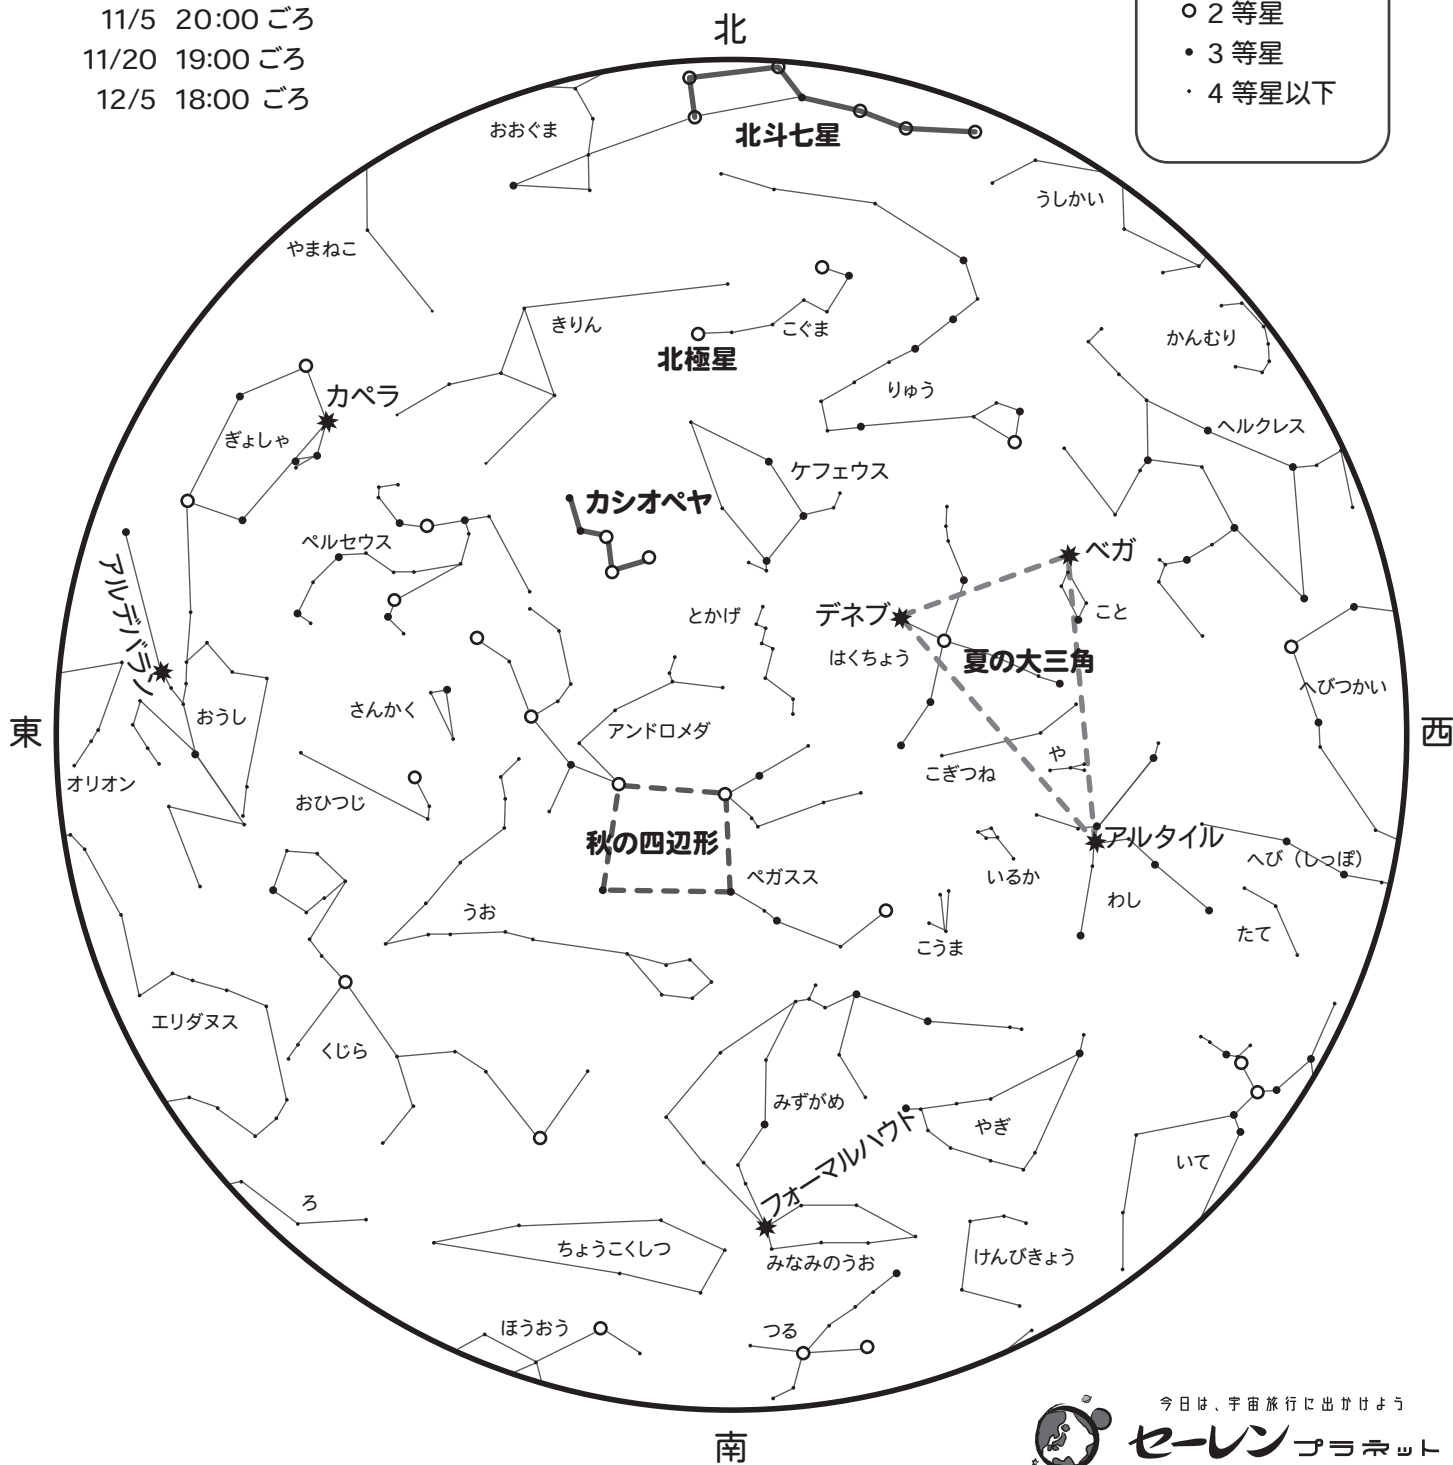 11/5 20:00 ごろ
11/20 19:00 ごろ
12/5 18:00 ごろ
2 等星
3 等星
4 等星以下
北
おおぐま
北斗七星
うしかい
やまねこ
きりん
こぐま
北極星
かんむり
りゅう
カペラ
ぎょしゃ
ヘルクレス
ケフェウス
カシオペヤ
ペルセウス
ベガ
アルデバラン
とかげ
デネブ
こと
はくちょう
夏の大三角
へびつかい
さんかく
おうし
アンドロメダ
東
西
や
こぎつね
オリオン
おひつじ
秋の四辺形
アルタイル
へび(しっぽ)
ペガスス
いるか
わし
うお
たて
こうま
エリダヌス
くじら
みずがめ
フォーマルハウト
やぎ
いて
ろ
ちょうこくしつ
みなみのうお
けんびきょう
ほうおう
つる
南
今日は、宇宙旅行に出かけよう
セーレンプラネット